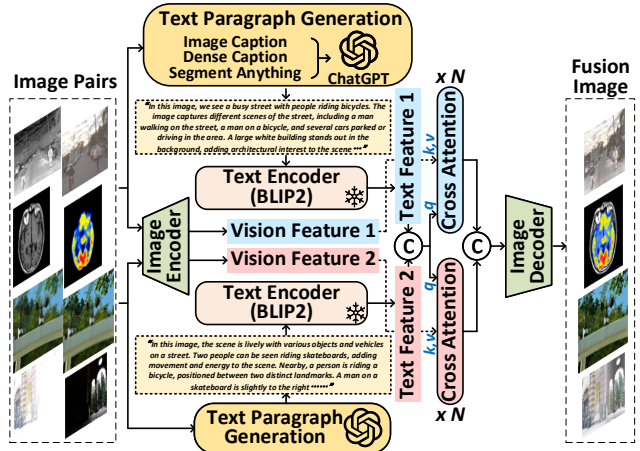 Text Paragraph Generation
Image Caption
Dense Caption
Segment Anything
ChatGPT
Image Pairs
x N
Fusion
Image
"In this image, we see a busy street with people riding bicycles. The
image captures different scenes of the street, including a man
walking on the street, a man on a bicycle, and several cars parked
or driving in the area. A large white building stands out in the
background, adding architectural interest to the scene ···"
Text Encoder
(BLIP2)
Text Feature 1
k,v
Cross Attention
q
Image
Encoder
Vision Feature 1
Vision Feature 2
C
C
Image
Decoder
Text Encoder
(BLIP2)
Text Feature 2
q
k,v
Cross Attention
x N
"In this image, the scene is lively with various objects and vehicles
on a street. Two people can be seen riding skateboards, adding
movement and energy to the scene. Nearby, a person is riding a
bicycle, positioned between two distinct landmarks. A man on a
skateboard is slightly to the right ······"
Text Paragraph
Generation